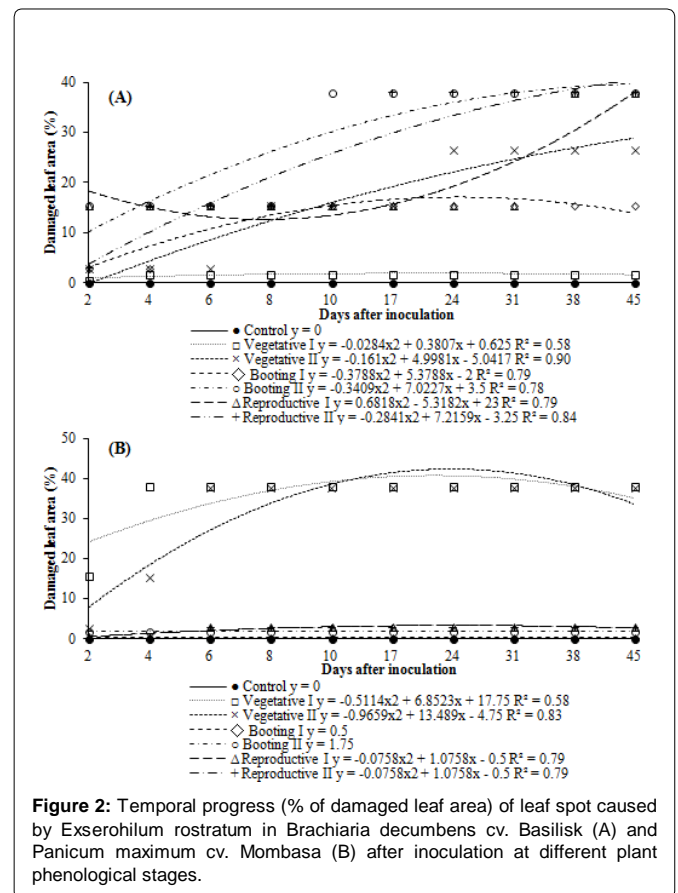 40
(A)
30
20
10
0
Damaged leaf area (%)
2 4 6 8 10 17 24 31 38 45
Days after inoculation
● Control y = 0
□ Vegetative I y = -0.0284x2 + 0.3807x + 0.625 R² = 0.58
× Vegetative II y = -0.161x2 + 4.9981x - 5.0417 R² = 0.90
◇ Booting I y = -0.3788x2 + 5.3788x - 2 R² = 0.79
○ Booting II y = -0.3409x2 + 7.0227x + 3.5 R² = 0.78
△ Reproductive I y = 0.6818x2 - 5.3182x + 23 R² = 0.79
+ Reproductive II y = -0.2841x2 + 7.2159x - 3.25 R² = 0.84
50
(B)
40
30
20
10
0
Damaged leaf area (%)
2 4 6 8 10 17 24 31 38 45
Days after inoculation
● Control y = 0
□ Vegetative I y = -0.5114x2 + 6.8523x + 17.75 R² = 0.58
× Vegetative II y = -0.9659x2 + 13.489x - 4.75 R² = 0.83
◇ Booting I y = 0.5
○ Booting II y = 1.75
△ Reproductive I y = -0.0758x2 + 1.0758x - 0.5 R² = 0.79
+ Reproductive II y = -0.0758x2 + 1.0758x - 0.5 R² = 0.79
Figure 2: Temporal progress (% of damaged leaf area) of leaf spot caused
by Exserohilum rostratum in Brachiaria decumbens cv. Basilisk (A) and
Panicum maximum cv. Mombasa (B) after inoculation at different plant
phenological stages.